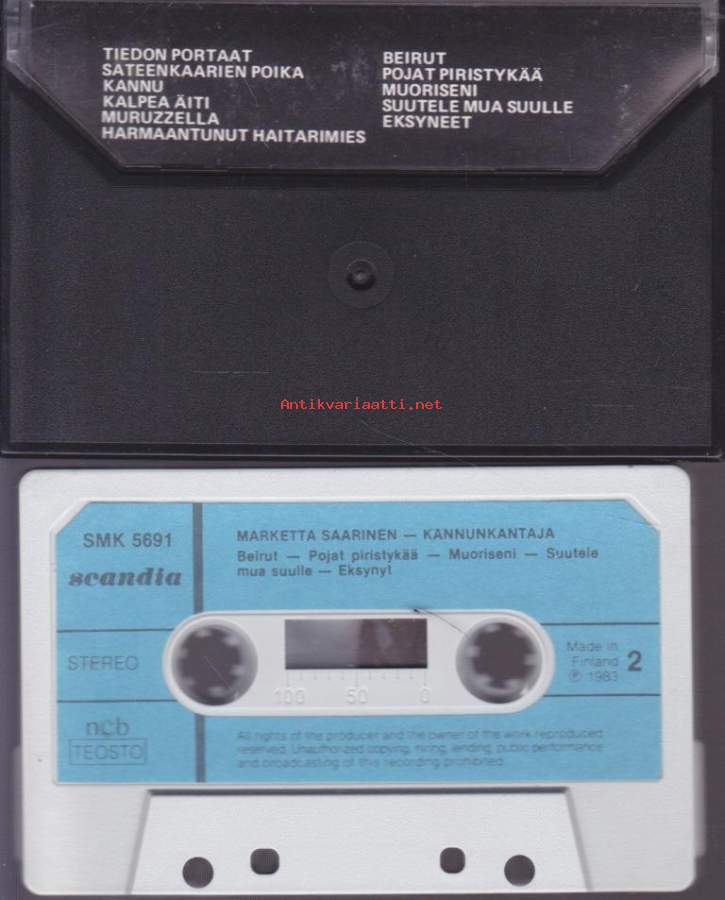 TIEDON PORTAAT
SATEENKAARIEN POIKA
KANNU
KALPEA ÄITI
MURUZZELLA
HARMAANTUNUT HAITARIMIES
BEIRUT
POJAT PIRISTYKÄÄ
MUORISENI
SUUTELE MUA SUULLE
EKSYNEET
Antikvariaatti.net
SMK 5691
scandia
MARKETTA SAARINEN — KANNUNKANTAJA
Beirut — Pojat piristykää — Muoriseni — Suutele
mua suulle — Eksynyt
STEREO
100 50 0
Made in
Finland
℗ 1983
2
ncb
TEOSTO
All rights of the producer and the owner of the work reproduced
reserved. Unauthorized copying, hiring, lending, public performance
and broadcasting of this recording prohibited.